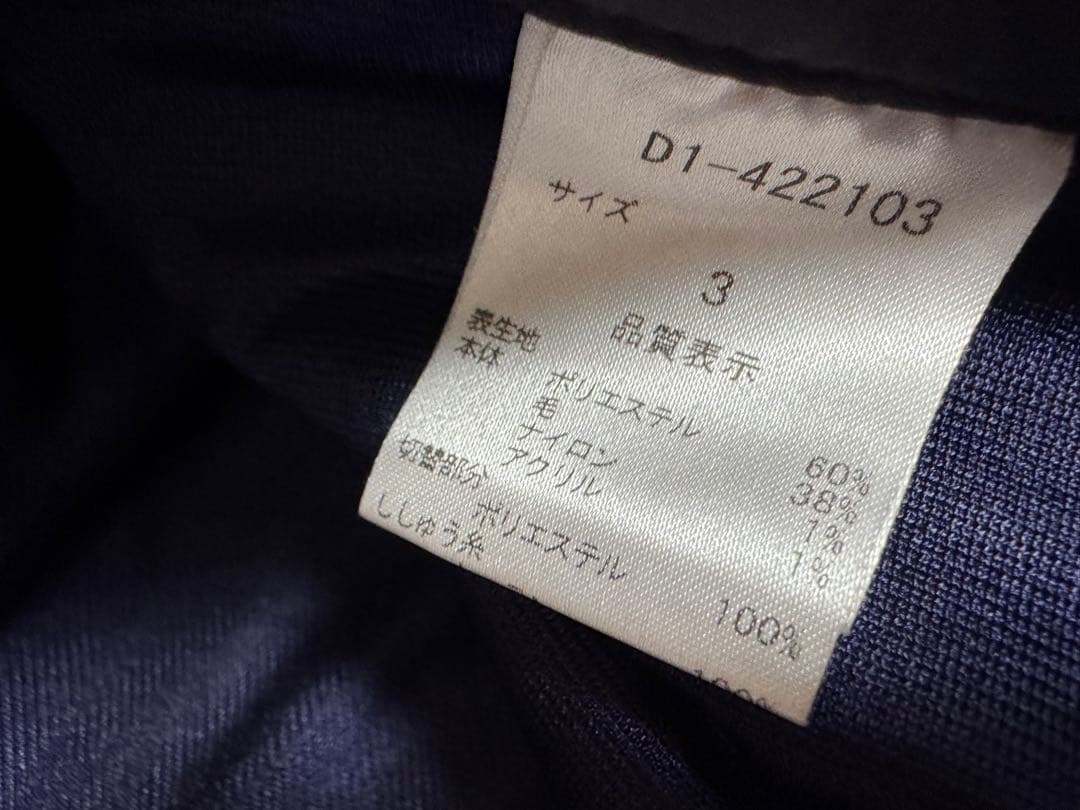 D1-422103
サイズ
3
品質表示
表生地
本体
ポリエステル 60%
毛 38%
ナイロン 1%
アクリル 1%
切替部分
ポリエステル 100%
ししゅう糸